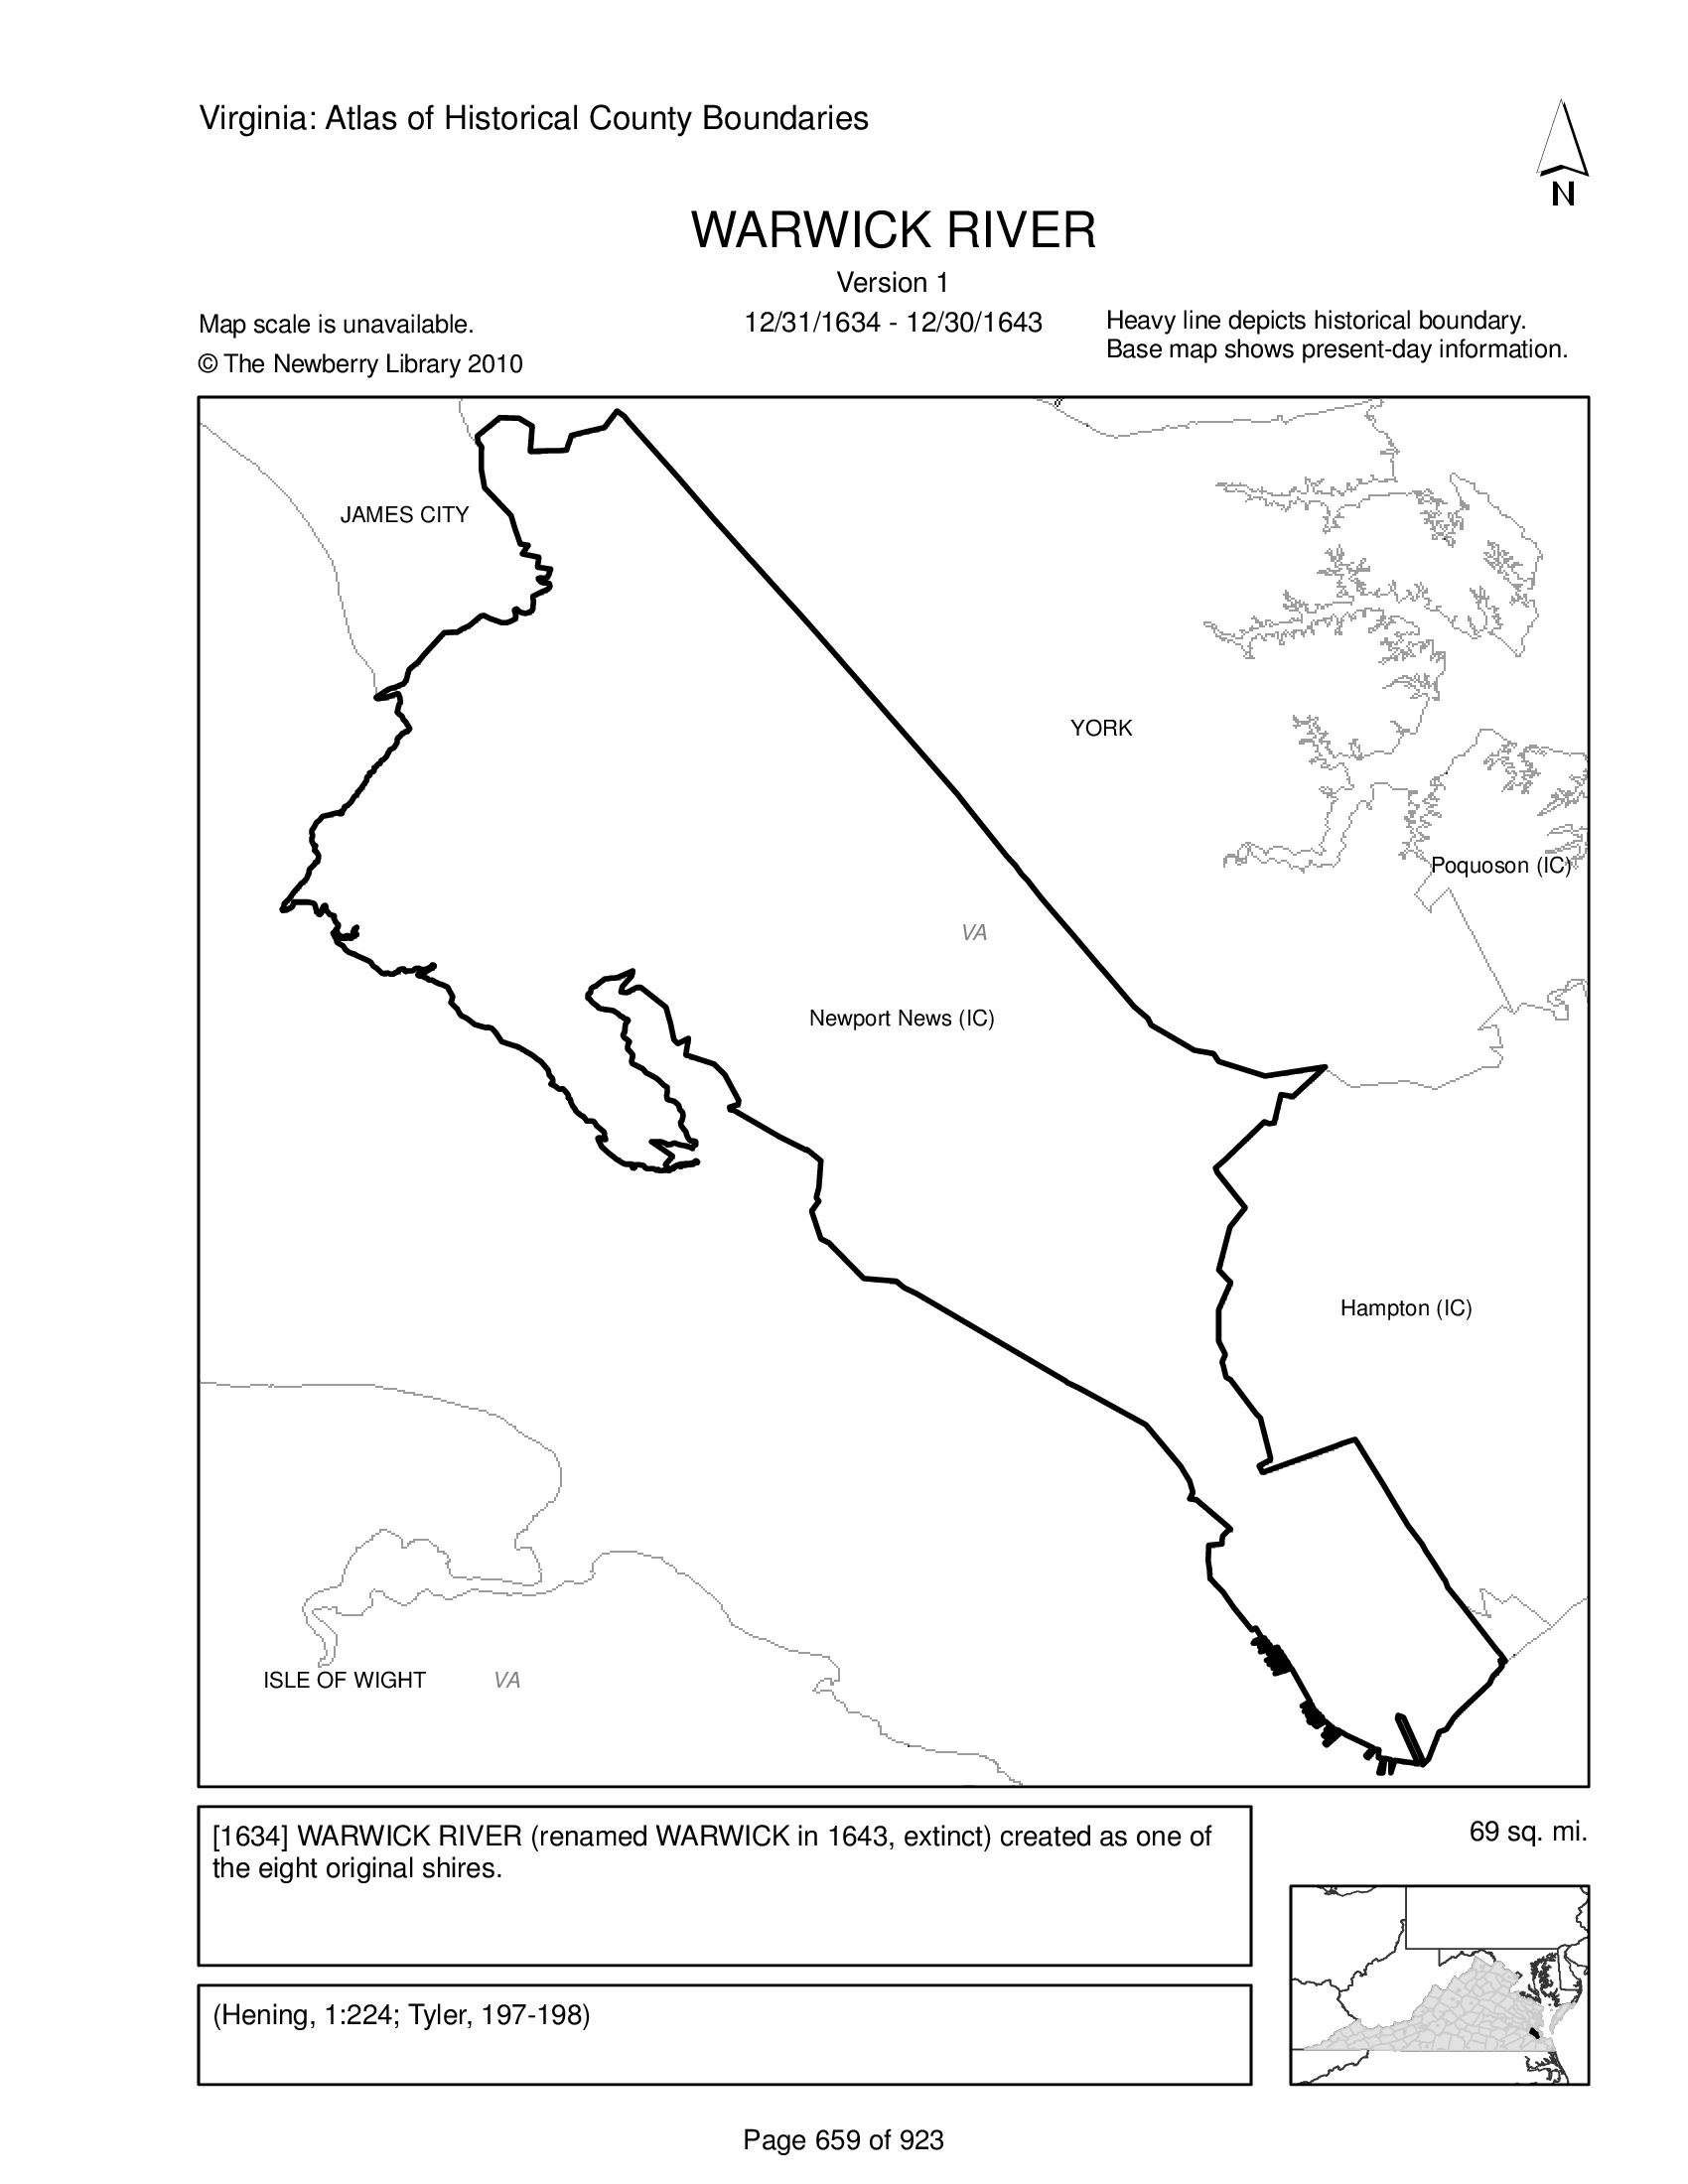 Virginia: Atlas of Historical County Boundaries
N
WARWICK RIVER
Version 1
12/31/1634 - 12/30/1643
Map scale is unavailable.
© The Newberry Library 2010
Heavy line depicts historical boundary.
Base map shows present-day information.
JAMES CITY
YORK
Poquoson (IC)
VA
Newport News (IC)
Hampton (IC)
ISLE OF WIGHT
VA
[1634] WARWICK RIVER (renamed WARWICK in 1643, extinct) created as one of
the eight original shires.
69 sq. mi.
(Hening, 1:224; Tyler, 197-198)
Page 659 of 923